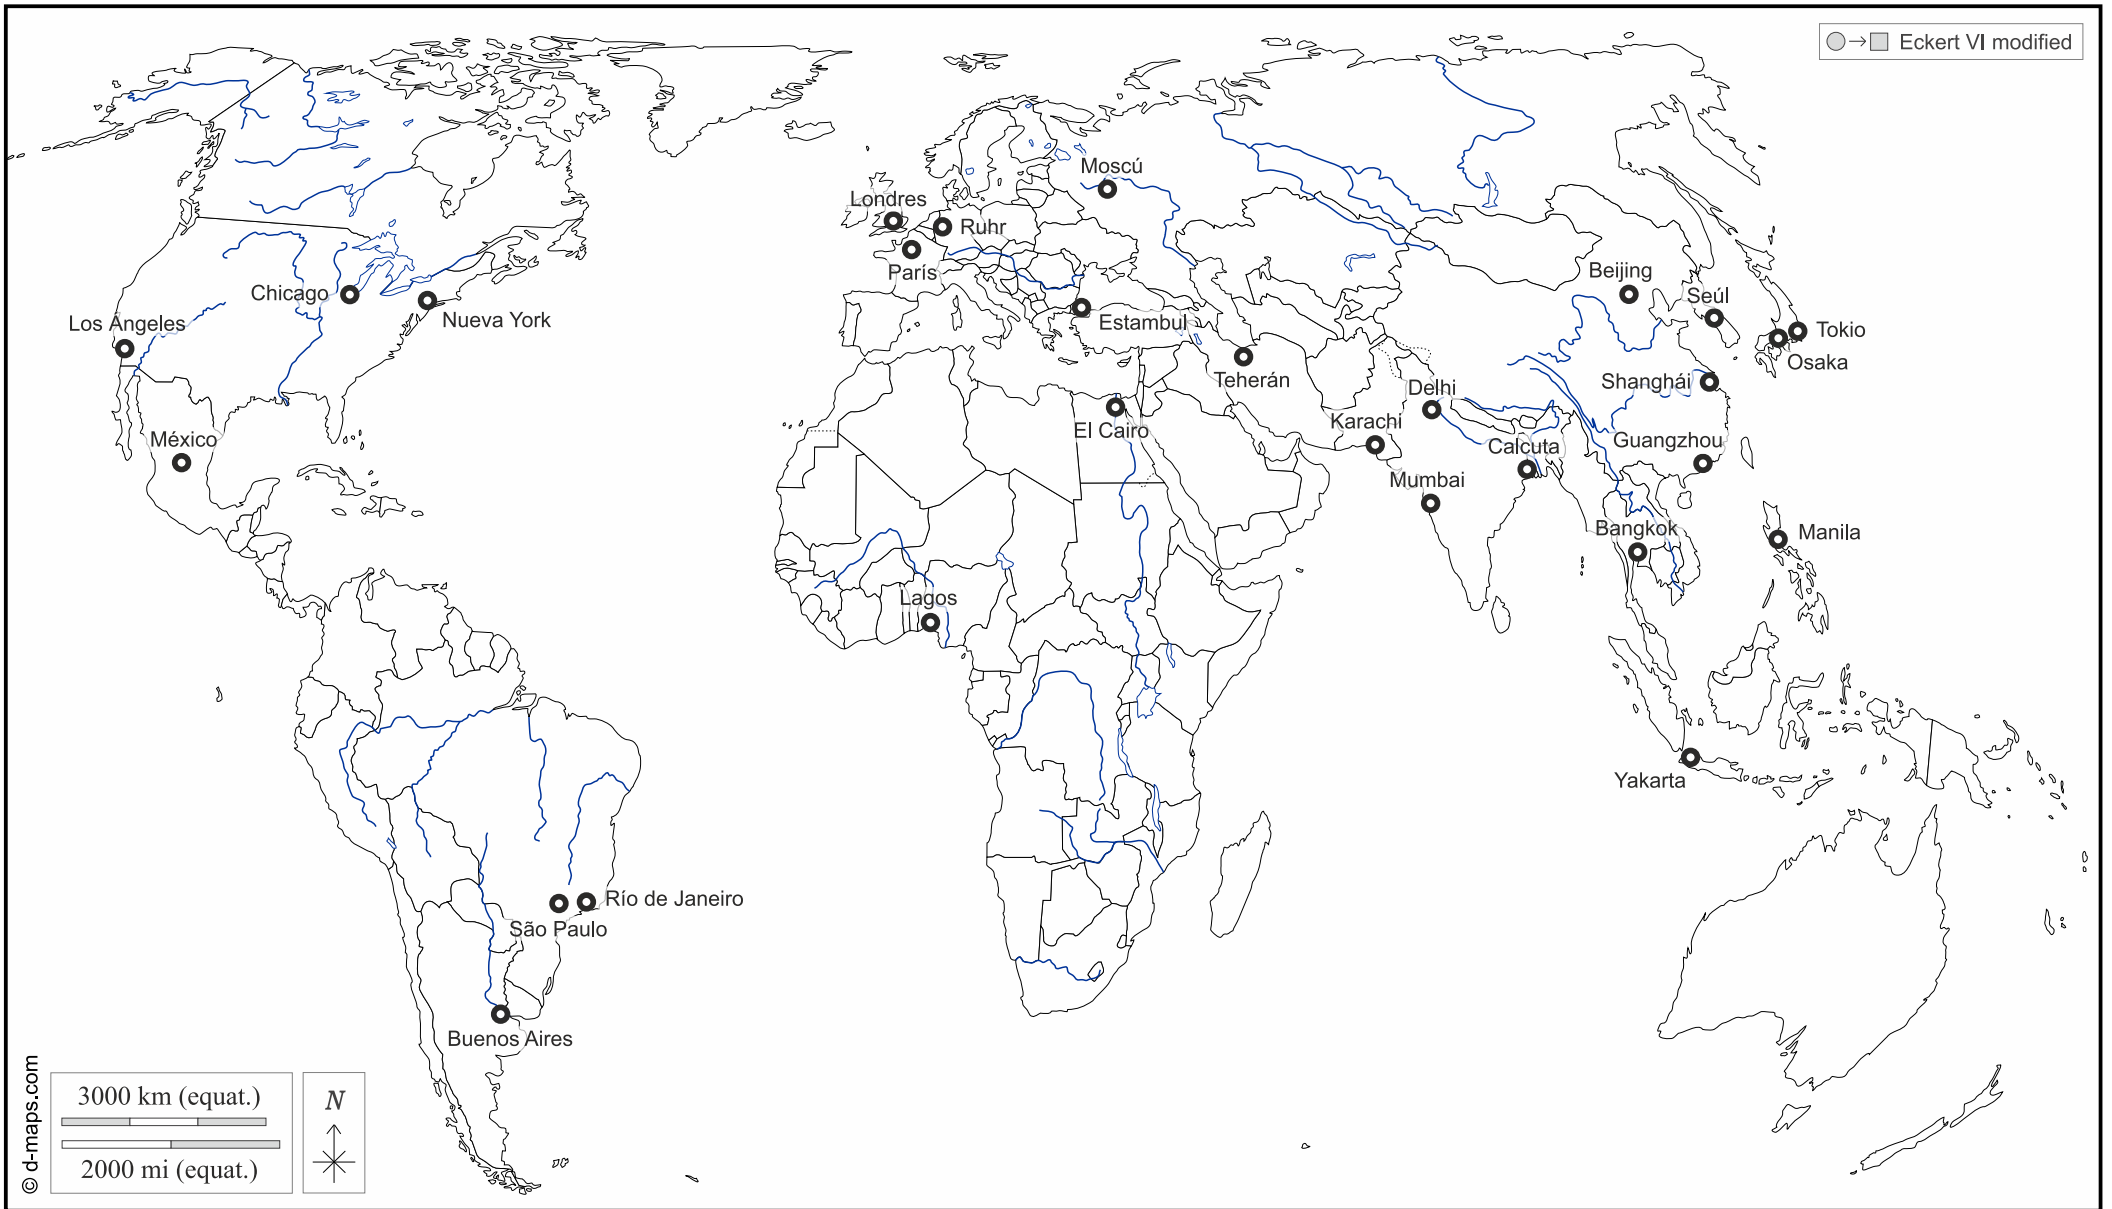 Eckert VI modified
Moscú
Londres
Ruhr
París
Beijing
Seúl
Chicago
Nueva York
Los Ángeles
Estambul
Tokio
Osaka
Teherán
Shanghái
Delhi
Karachi
El Cairo
México
Calcuta
Guangzhou
Mumbai
Bangkok
Manila
Lagos
Yakarta
Río de Janeiro
São Paulo
Buenos Aires
3000 km (equat.)
2000 mi (equat.)
N
© d-maps.com